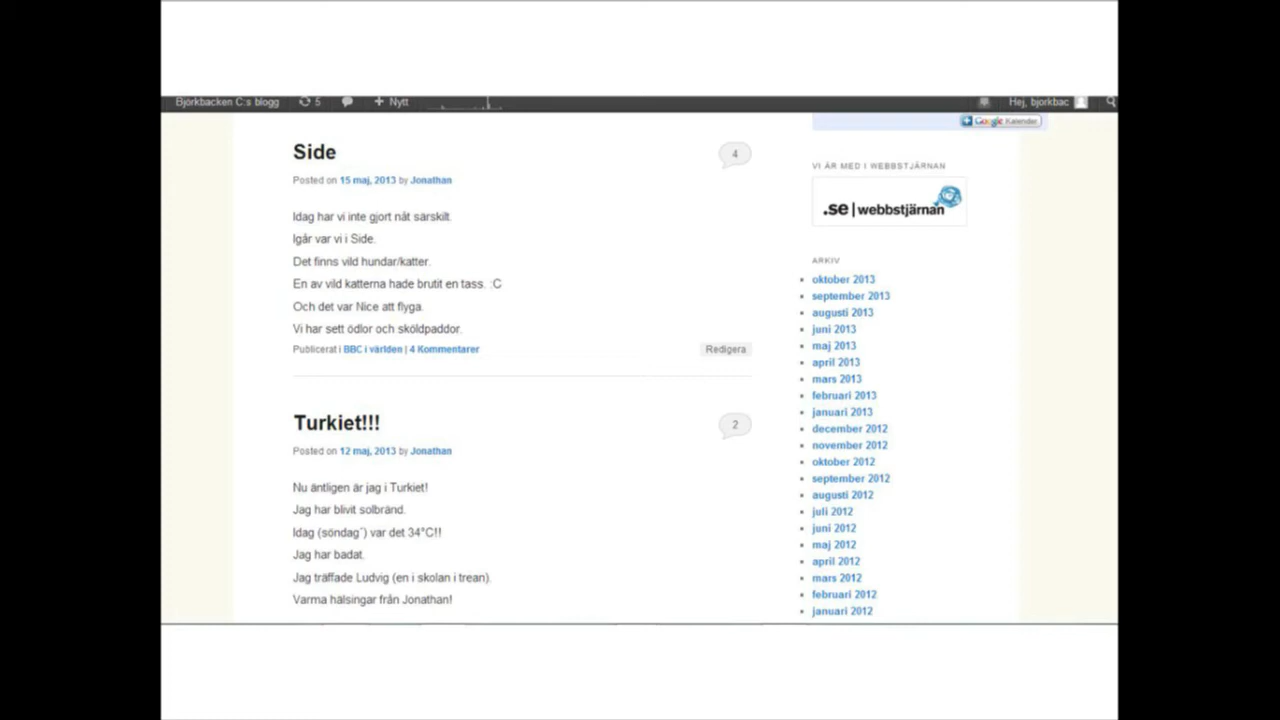 Björkbacken C:s blogg 5 + Nytt Hej, bjorkbac
Google Kalender
Side
4
Posted on 15 maj, 2013 by Jonathan
Idag har vi inte gjort nåt särskilt.
Igår var vi i Side.
Det finns vild hundar/katter.
En av vild katterna hade brutit en tass. :C
Och det var Nice att flyga.
Vi har sett ödlor och sköldpaddor.
Publicerat i BBC i världen | 4 Kommentarer
Redigera
Turkiet!!!
2
Posted on 12 maj, 2013 by Jonathan
Nu äntligen är jag i Turkiet!
Jag har blivit solbränd.
Idag (söndag´) var det 34°C!!
Jag har badat.
Jag träffade Ludvig (en i skolan i trean).
Varma hälsingar från Jonathan!
VI ÄR MED I WEBBSTJÄRNAN
.se | webbstjärnan
ARKIV
oktober 2013
september 2013
augusti 2013
juni 2013
maj 2013
april 2013
mars 2013
februari 2013
januari 2013
december 2012
november 2012
oktober 2012
september 2012
augusti 2012
juli 2012
juni 2012
maj 2012
april 2012
mars 2012
februari 2012
januari 2012